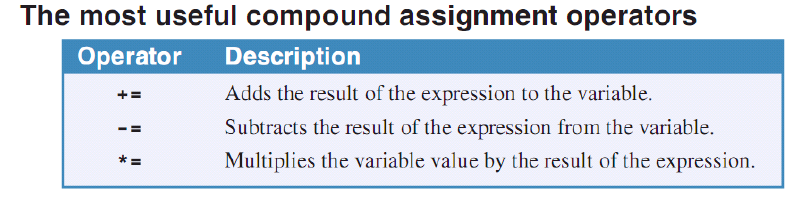 The most useful compound assignment operators
Operator Description
+= Adds the result of the expression to the variable.
-= Subtracts the result of the expression from the variable.
*= Multiplies the variable value by the result of the expression.